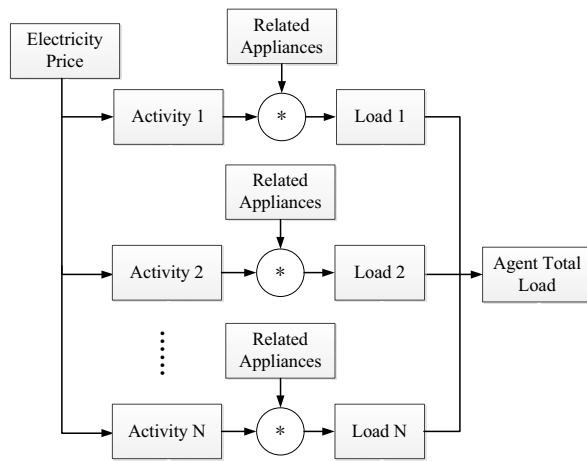 Electricity
Price
Related
Appliances
Activity 1
*
Load 1
Related
Appliances
Activity 2
*
Load 2
Agent Total
Load
Related
Appliances
Activity N
*
Load N